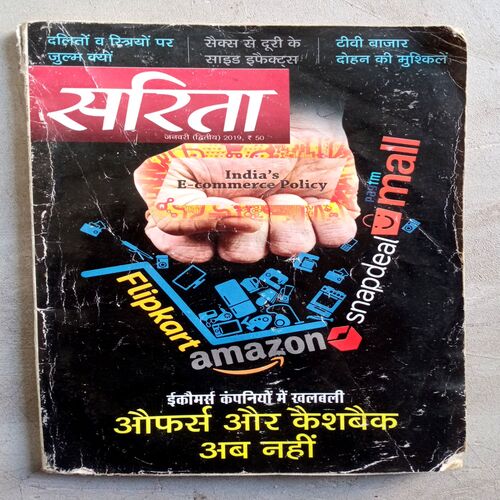 दलितों व स्त्रियों पर
जुल्म क्यों
सैक्स से दूरी के
साइड इफैक्ट्स
टीवी बाजार
दोहन की मुश्किलें
सरिता
जनवरी (द्वितीय) 2019, ₹ 50
India's
E-commerce Policy
Flipkart
amazon
snapdeal
paytm
mall
ईकौमर्स कंपनियों में खलबली
औफर्स और कैशबैक
अब नहीं